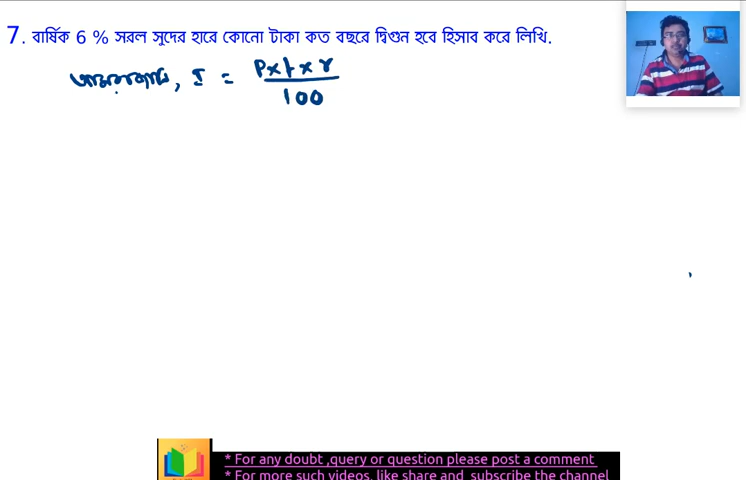 7. বার্ষিক 6 % সরল সুদের হারে কোনো টাকা কত বছরে দ্বিগুন হবে হিসাব করে লিখি.
আমরা জানি, I = P×t×r
100
* For any doubt ,query or question please post a comment
* For more such videos, like share and subscribe the channel